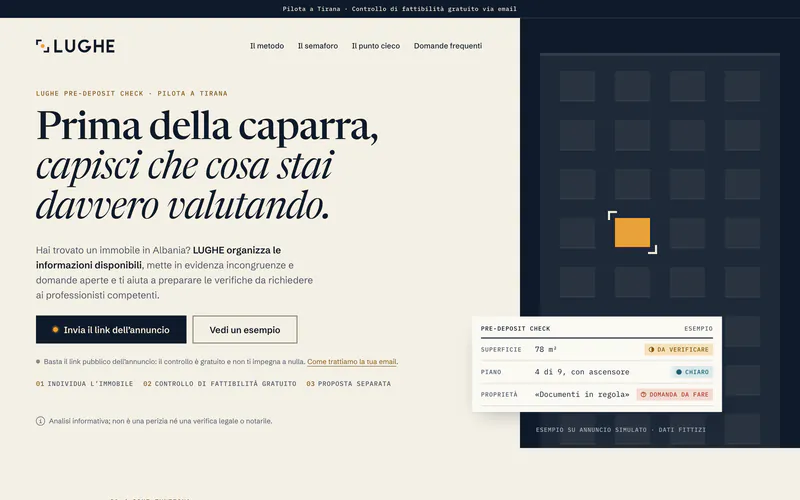 Pilota a Tirana · Controllo di fattibilità gratuito via email
LUGHE
Il metodo Il semaforo Il punto cieco Domande frequenti
LUGHE PRE-DEPOSIT CHECK · PILOTA A TIRANA
Prima della caparra,
capisci che cosa stai
davvero valutando.
Hai trovato un immobile in Albania? LUGHE organizza le
informazioni disponibili, mette in evidenza incongruenze e
domande aperte e ti aiuta a preparare le verifiche da richiedere
ai professionisti competenti.
Invia il link dell'annuncio Vedi un esempio
Basta il link pubblico dell'annuncio: il controllo è gratuito e non ti impegna a nulla. Come trattiamo la tua email.
01 INDIVIDUA L'IMMOBILE 02 CONTROLLO DI FATTIBILITÀ GRATUITO 03 PROPOSTA SEPARATA
Analisi informativa; non è una perizia né una verifica legale o notarile.
PRE-DEPOSIT CHECK ESEMPIO
SUPERFICIE 78 m² DA VERIFICARE
PIANO 4 di 9, con ascensore CHIARO
PROPRIETÀ «Documenti in regola» DOMANDA DA FARE
ESEMPIO SU ANNUNCIO SIMULATO · DATI FITTIZI